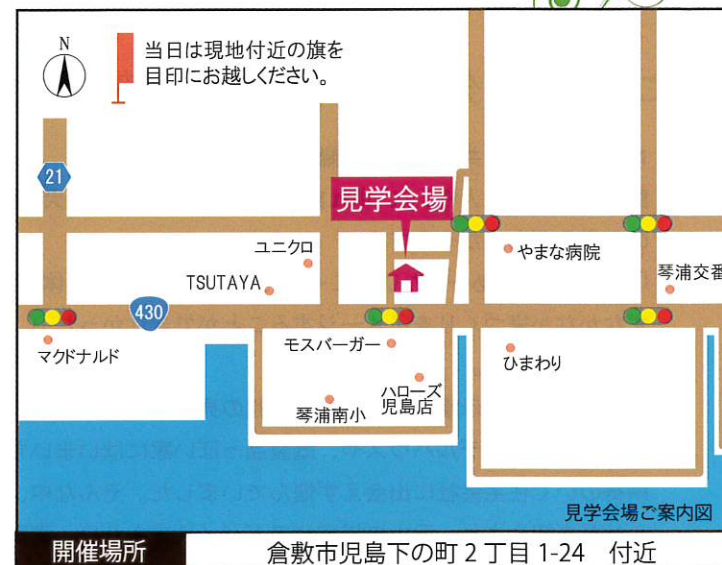 N
当日は現地付近の旗を
目印にお越しください。
21
見学会場
ユニクロ
やまな病院
TSUTAYA
琴浦交番
430
マクドナルド
モスバーガー
ひまわり
ハローズ
児島店
琴浦南小
見学会場ご案内図
開催場所
倉敷市児島下の町2丁目1-24 付近